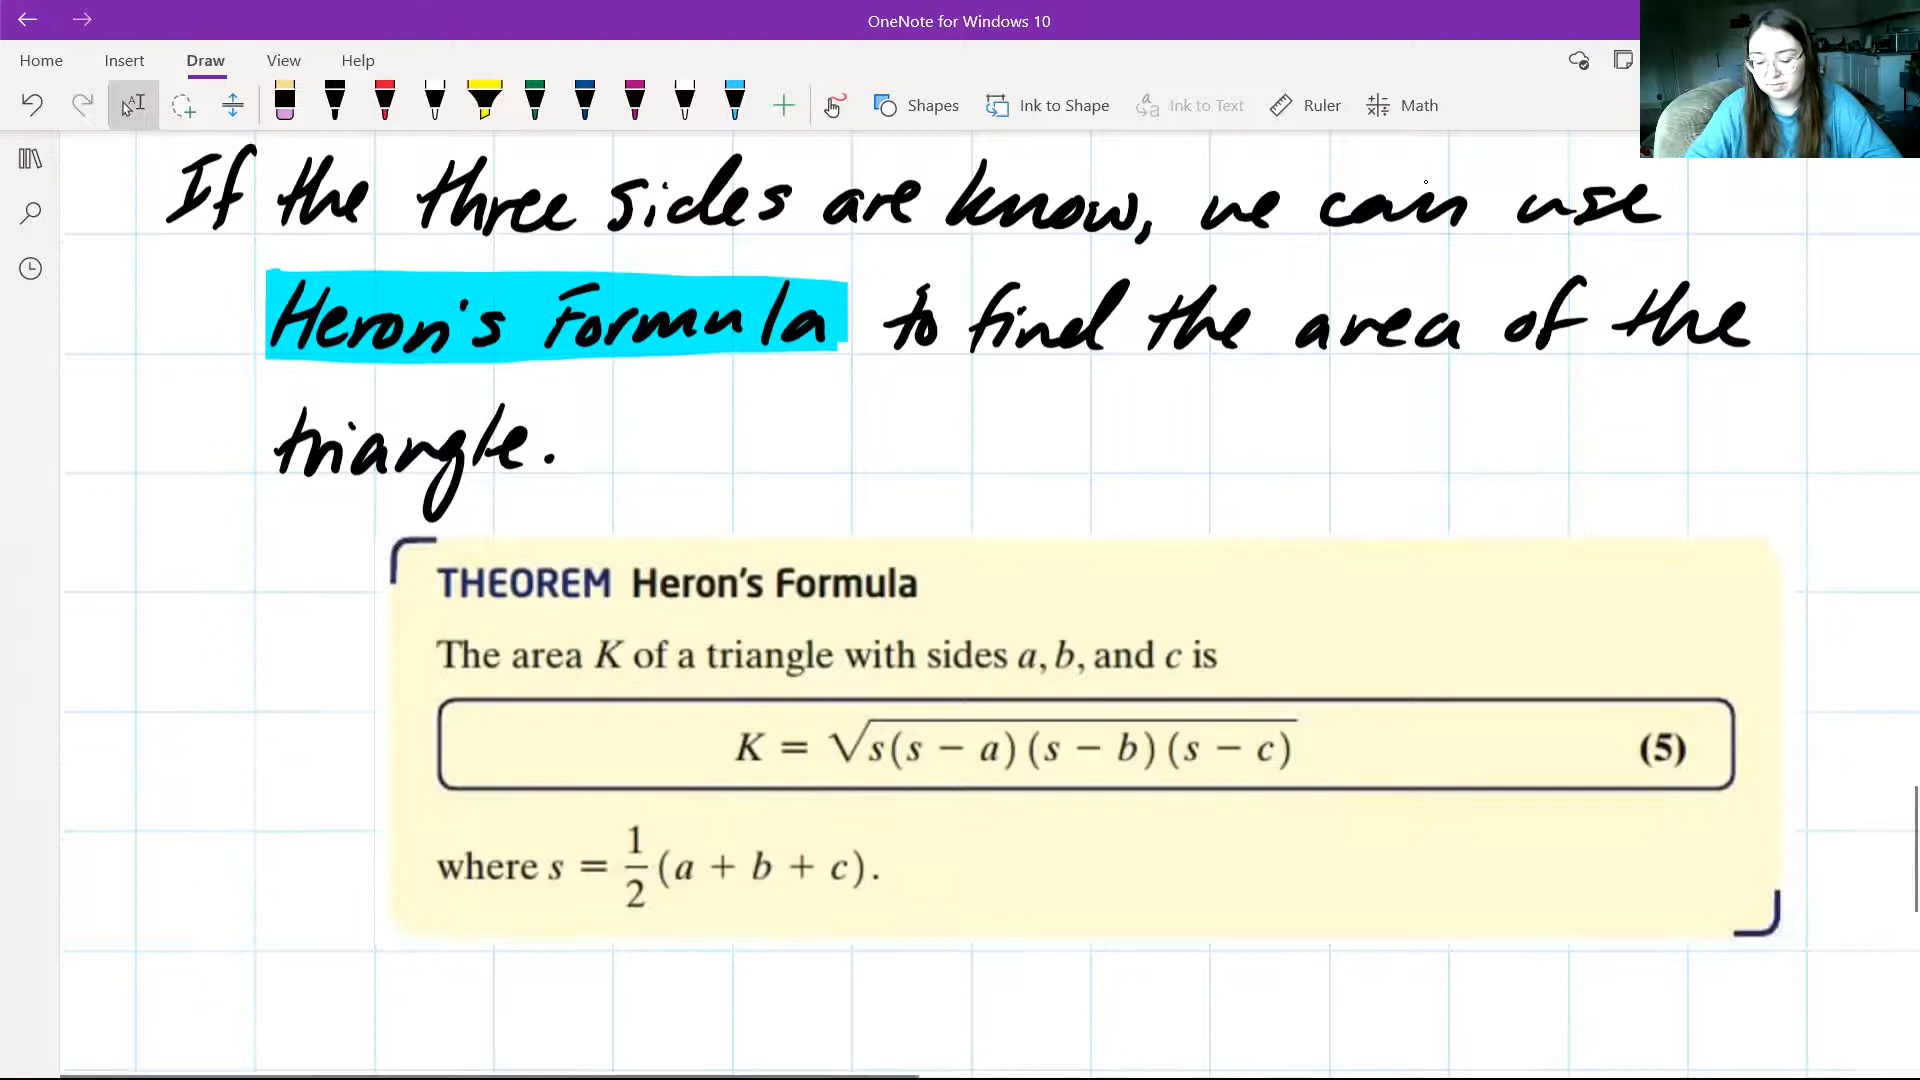 OneNote for Windows 10
Home Insert Draw View Help
Shapes Ink to Shape Ink to Text Ruler Math
If the three sides are know, we can use
Heron's Formula to find the area of the
triangle.
THEOREM Heron's Formula
The area K of a triangle with sides a, b, and c is
K = √s(s − a)(s − b)(s − c) (5)
where s = 1/2(a + b + c).